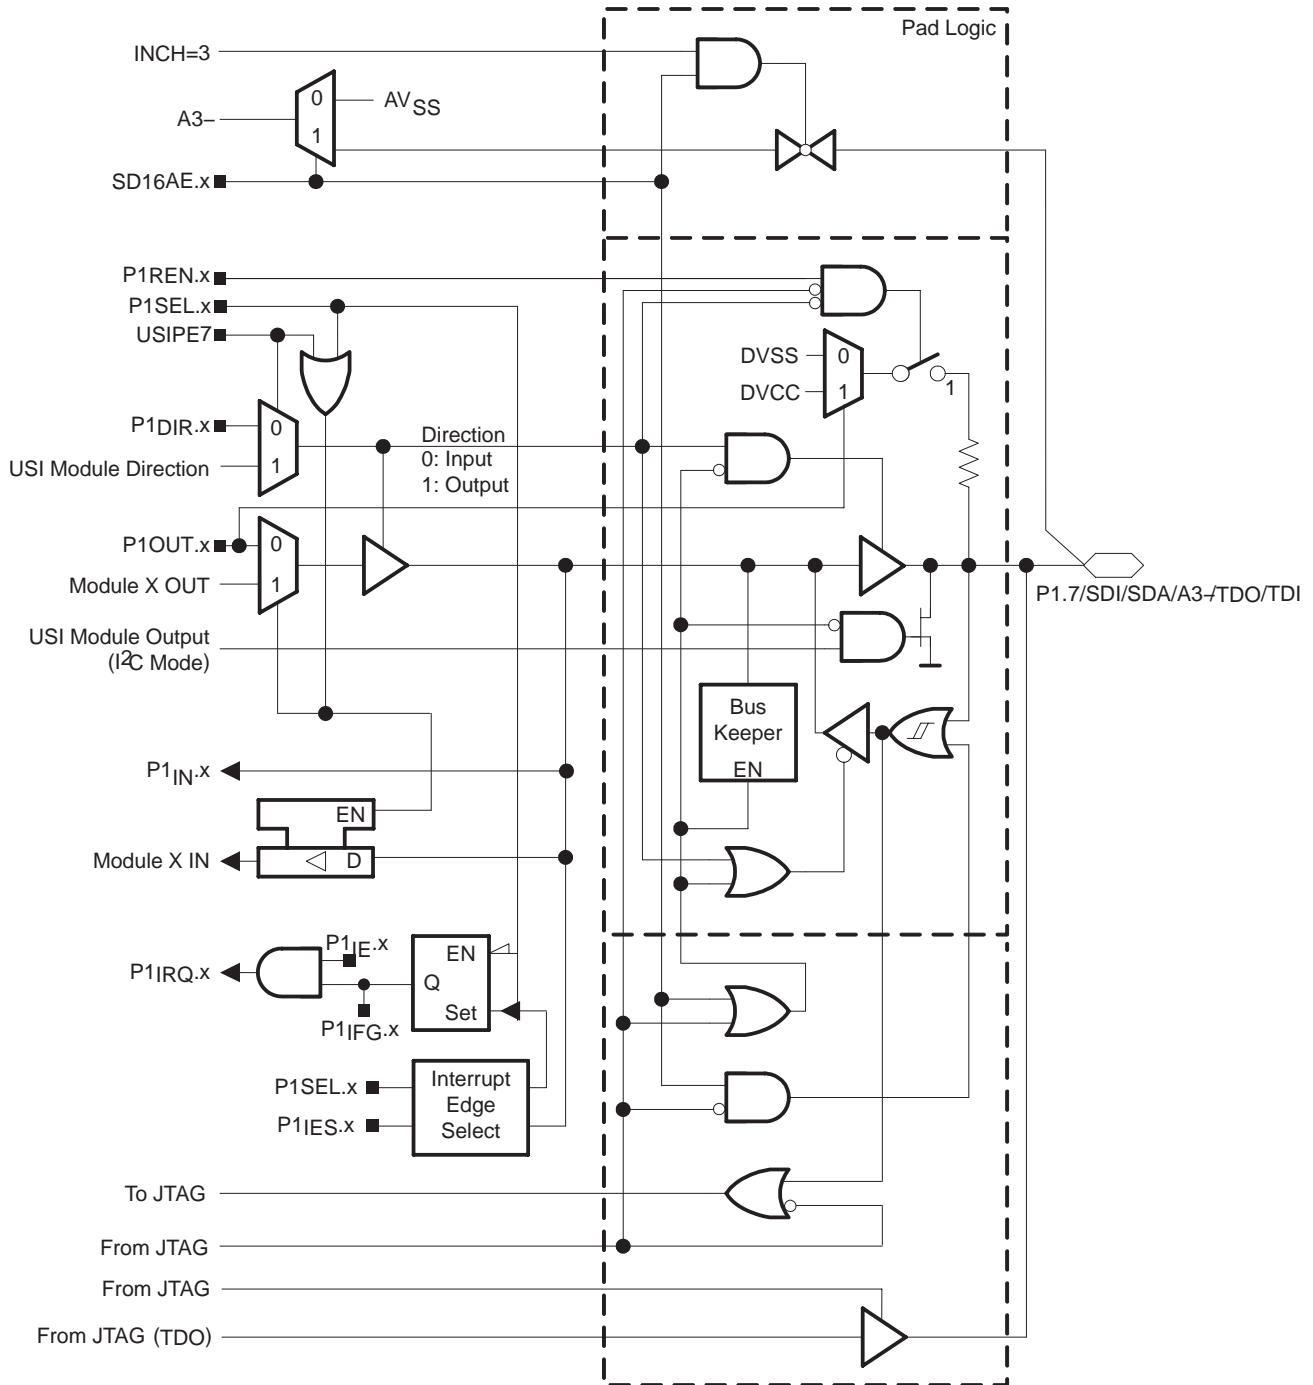 Pad Logic
INCH=3
0
AVSS
A3–
1
SD16AE.x
P1REN.x
P1SEL.x
USIPE7
DVSS
0
DVCC
1
1
P1DIR.x
0
USI Module Direction
1
Direction
0: Input
1: Output
P1OUT.x
0
Module X OUT
1
P1.7/SDI/SDA/A3–/TDO/TDI
USI Module Output
(I2C Mode)
Bus
Keeper
EN
P1IN.x
EN
Module X IN
D
P1IE.x
P1IRQ.x
EN
Q
Set
P1IFG.x
P1SEL.x
P1IES.x
Interrupt
Edge
Select
To JTAG
From JTAG
From JTAG
From JTAG (TDO)